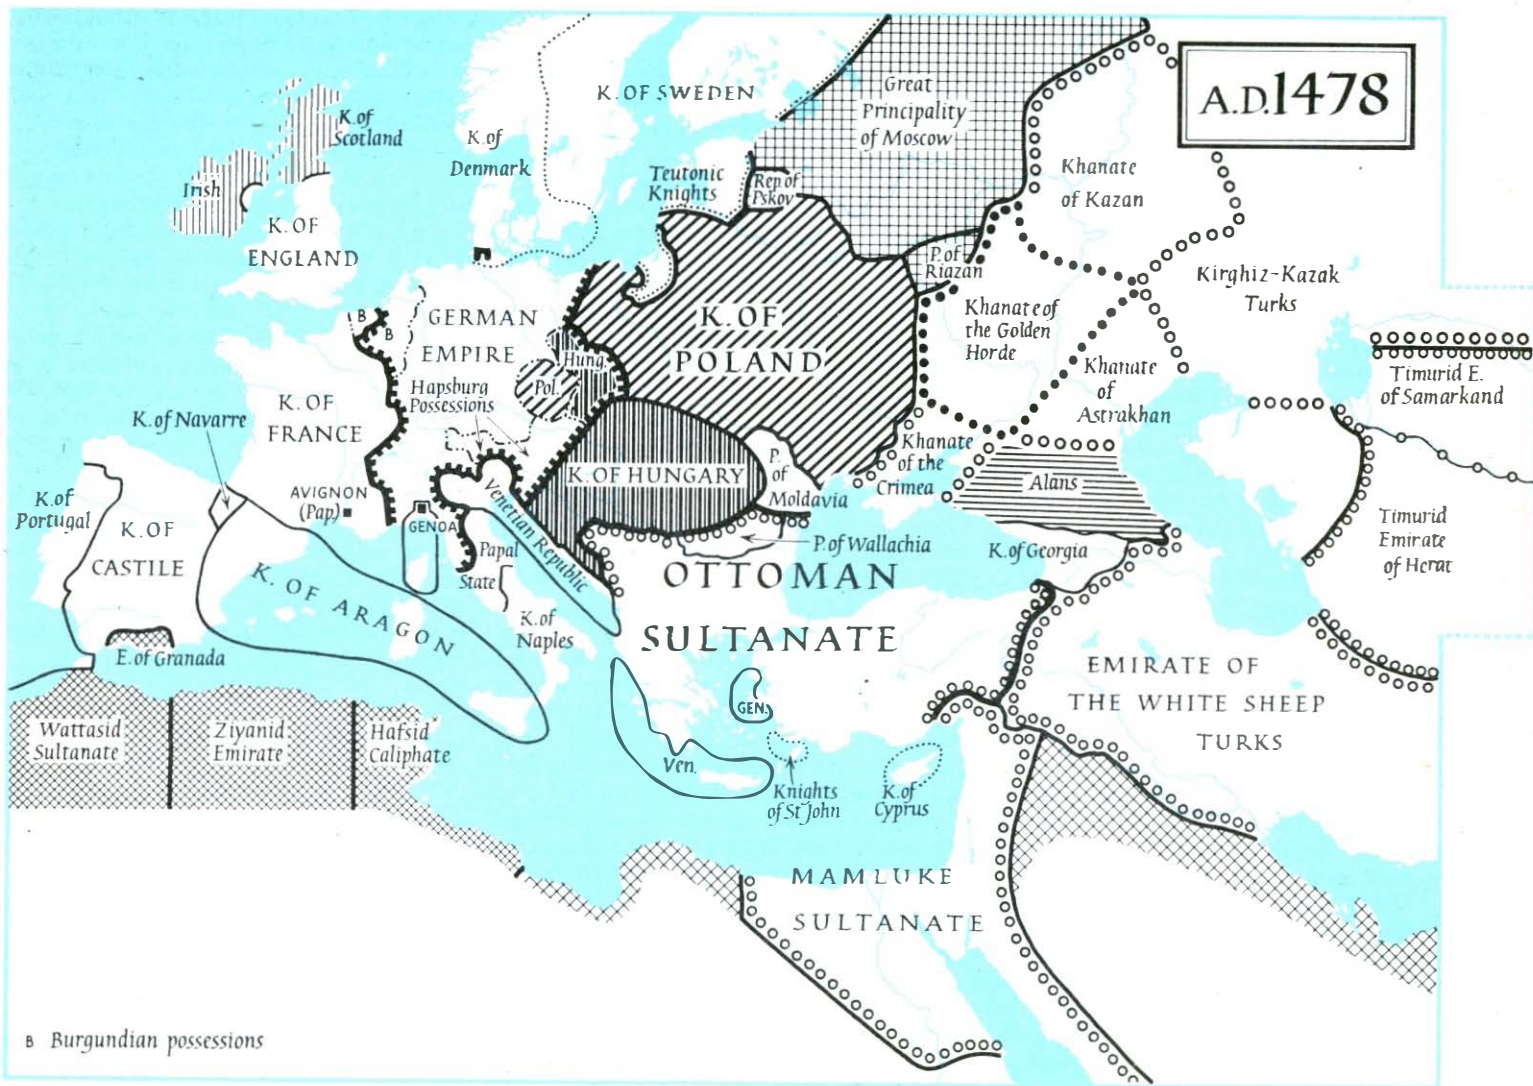 A.D. 1478
K. of
Scotland
Irish
K. OF
ENGLAND
K. of
Denmark
K. OF SWEDEN
Teutonic
Knights
Rep of
Pskov
Great
Principality
of Moscow
Khanate
of Kazan
P. of
Riazan
Kirghiz-Kazak
Turks
Khanate of
the Golden
Horde
Khanate
of
Astrakhan
Timurid E.
of Samarkand
B
B
GERMAN
EMPIRE
Hung.
Pol.
Hapsburg
Possessions
K. OF
POLAND
K. of Navarre
K. OF
FRANCE
AVIGNON
(Pap)
K. of
Portugal
K. OF
CASTILE
K. OF ARAGON
E. of Granada
GENOA
Papal
State
Venetian Republic
K. of
Naples
K. OF HUNGARY
P.
of
Moldavia
P. of Wallachia
Khanate
of the
Crimea
Alans
K. of Georgia
Timurid
Emirate
of Herat
OTTOMAN
SULTANATE
EMIRATE OF
THE WHITE SHEEP
TURKS
Wattasid
Sultanate
Ziyanid
Emirate
Hafsid
Caliphate
GEN.
Ven.
Knights
of St John
K. of
Cyprus
MAMLUKE
SULTANATE
B Burgundian possessions